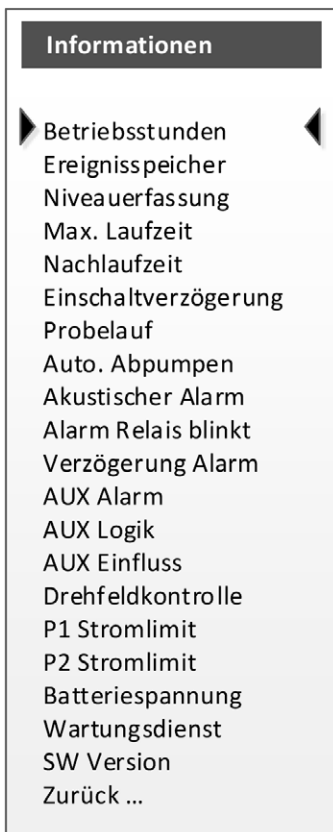 Informationen
Betriebsstunden
Ereignisspeicher
Niveauerfassung
Max. Laufzeit
Nachlaufzeit
Einschaltverzögerung
Probelauf
Auto. Abpumpen
Akustischer Alarm
Alarm Relais blinkt
Verzögerung Alarm
AUX Alarm
AUX Logik
AUX Einfluss
Drehfeldkontrolle
P1 Stromlimit
P2 Stromlimit
Batteriespannung
Wartungsdienst
SW Version
Zurück ...